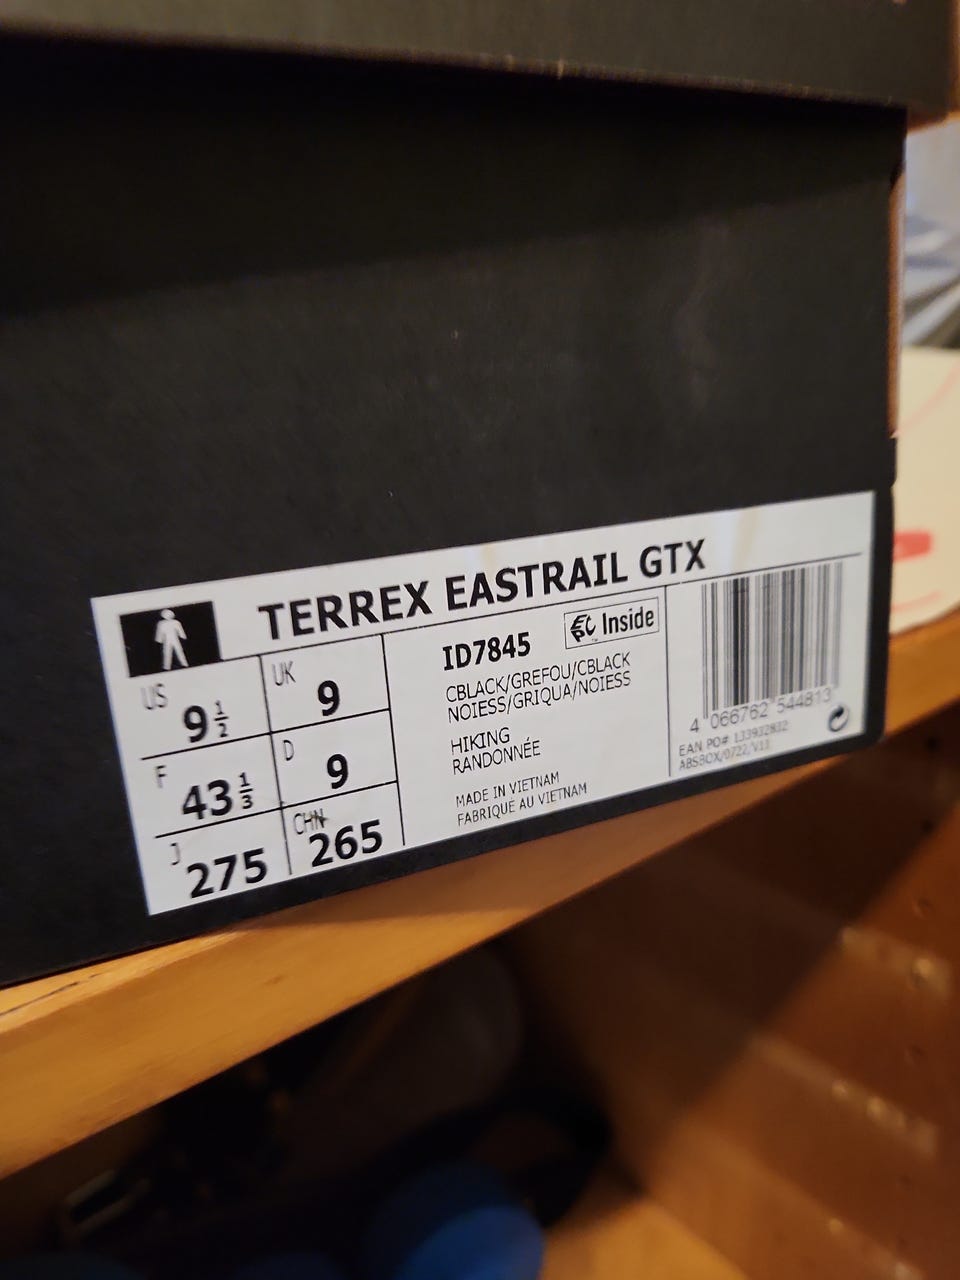 TERREX EASTRAIL GTX
US 9½
UK 9
F 43⅓
D 9
J 275
CHN 265
ID7845
Inside
CBLACK/GREFOU/CBLACK
NOIESS/GRIQUA/NOIESS
HIKING
RANDONNÉE
MADE IN VIETNAM
FABRIQUÉ AU VIETNAM
4 066762 544813
EAN PO# 133932832
ABSBOX/0722/V11